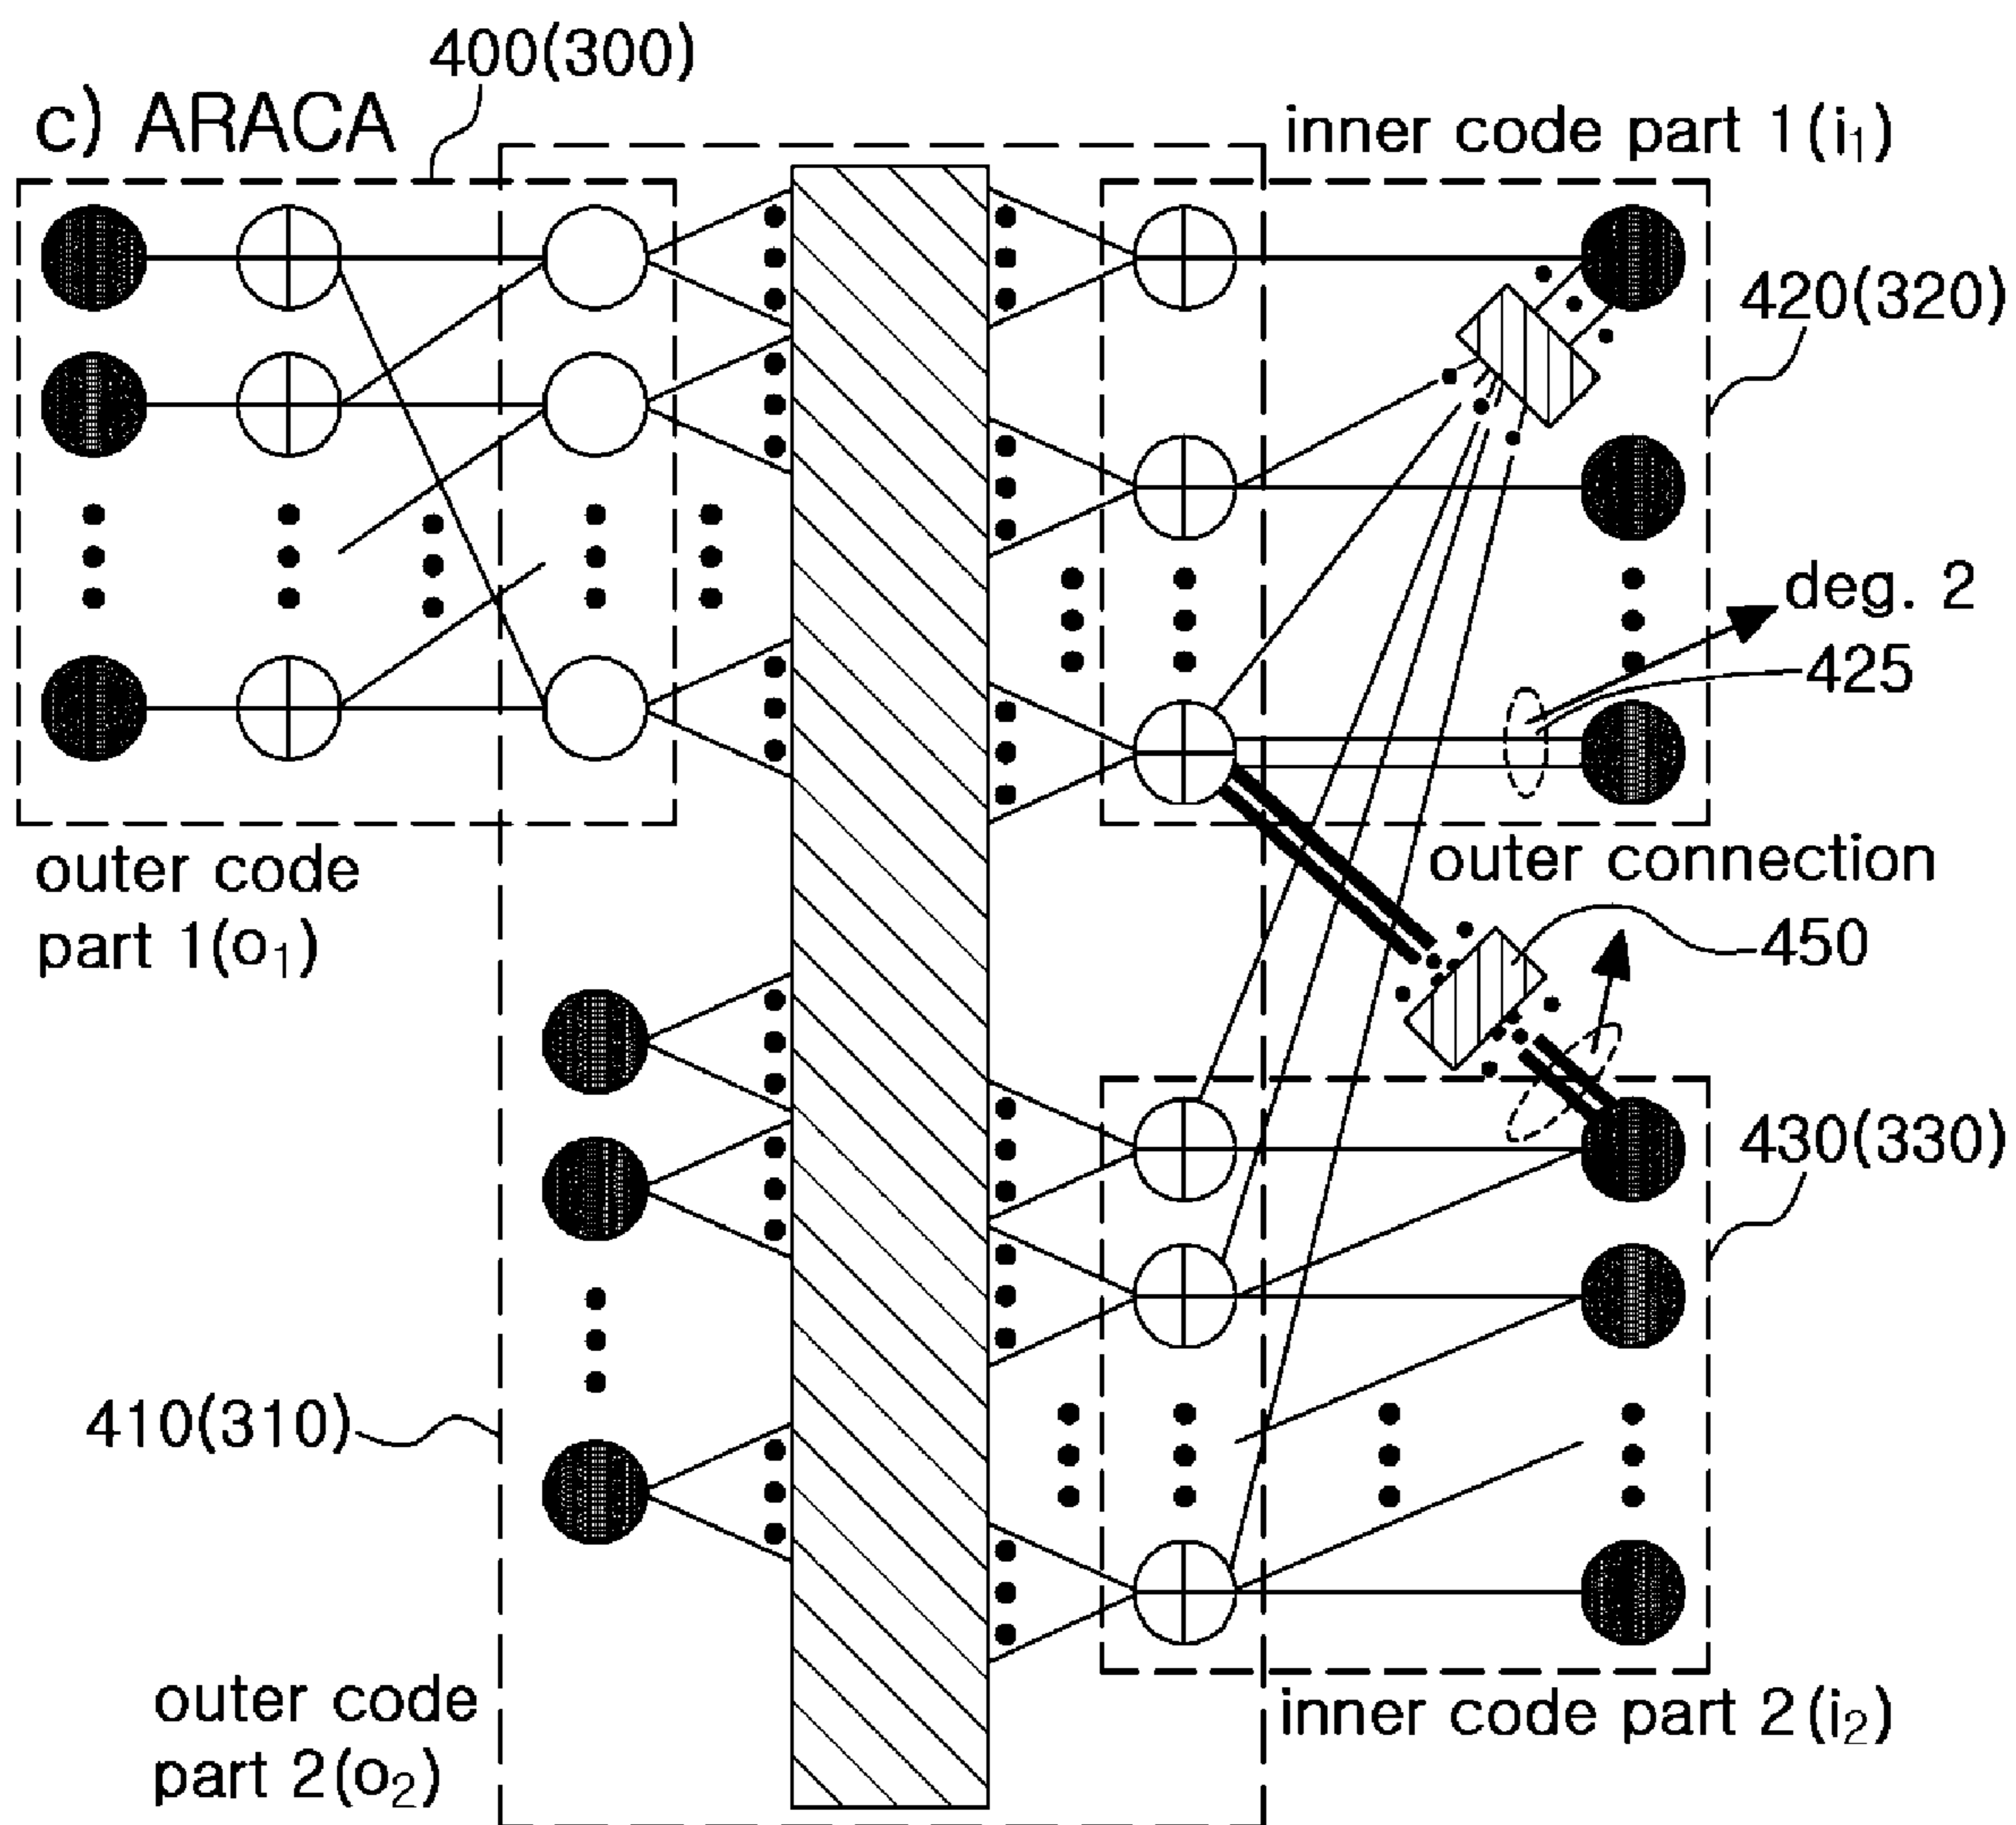 400(300)
c) ARACA
inner code part 1(i₁)
420(320)
deg. 2
425
outer code
part 1(o₁)
outer connection
450
430(330)
410(310)
outer code
part 2(o₂)
inner code part 2(i₂)